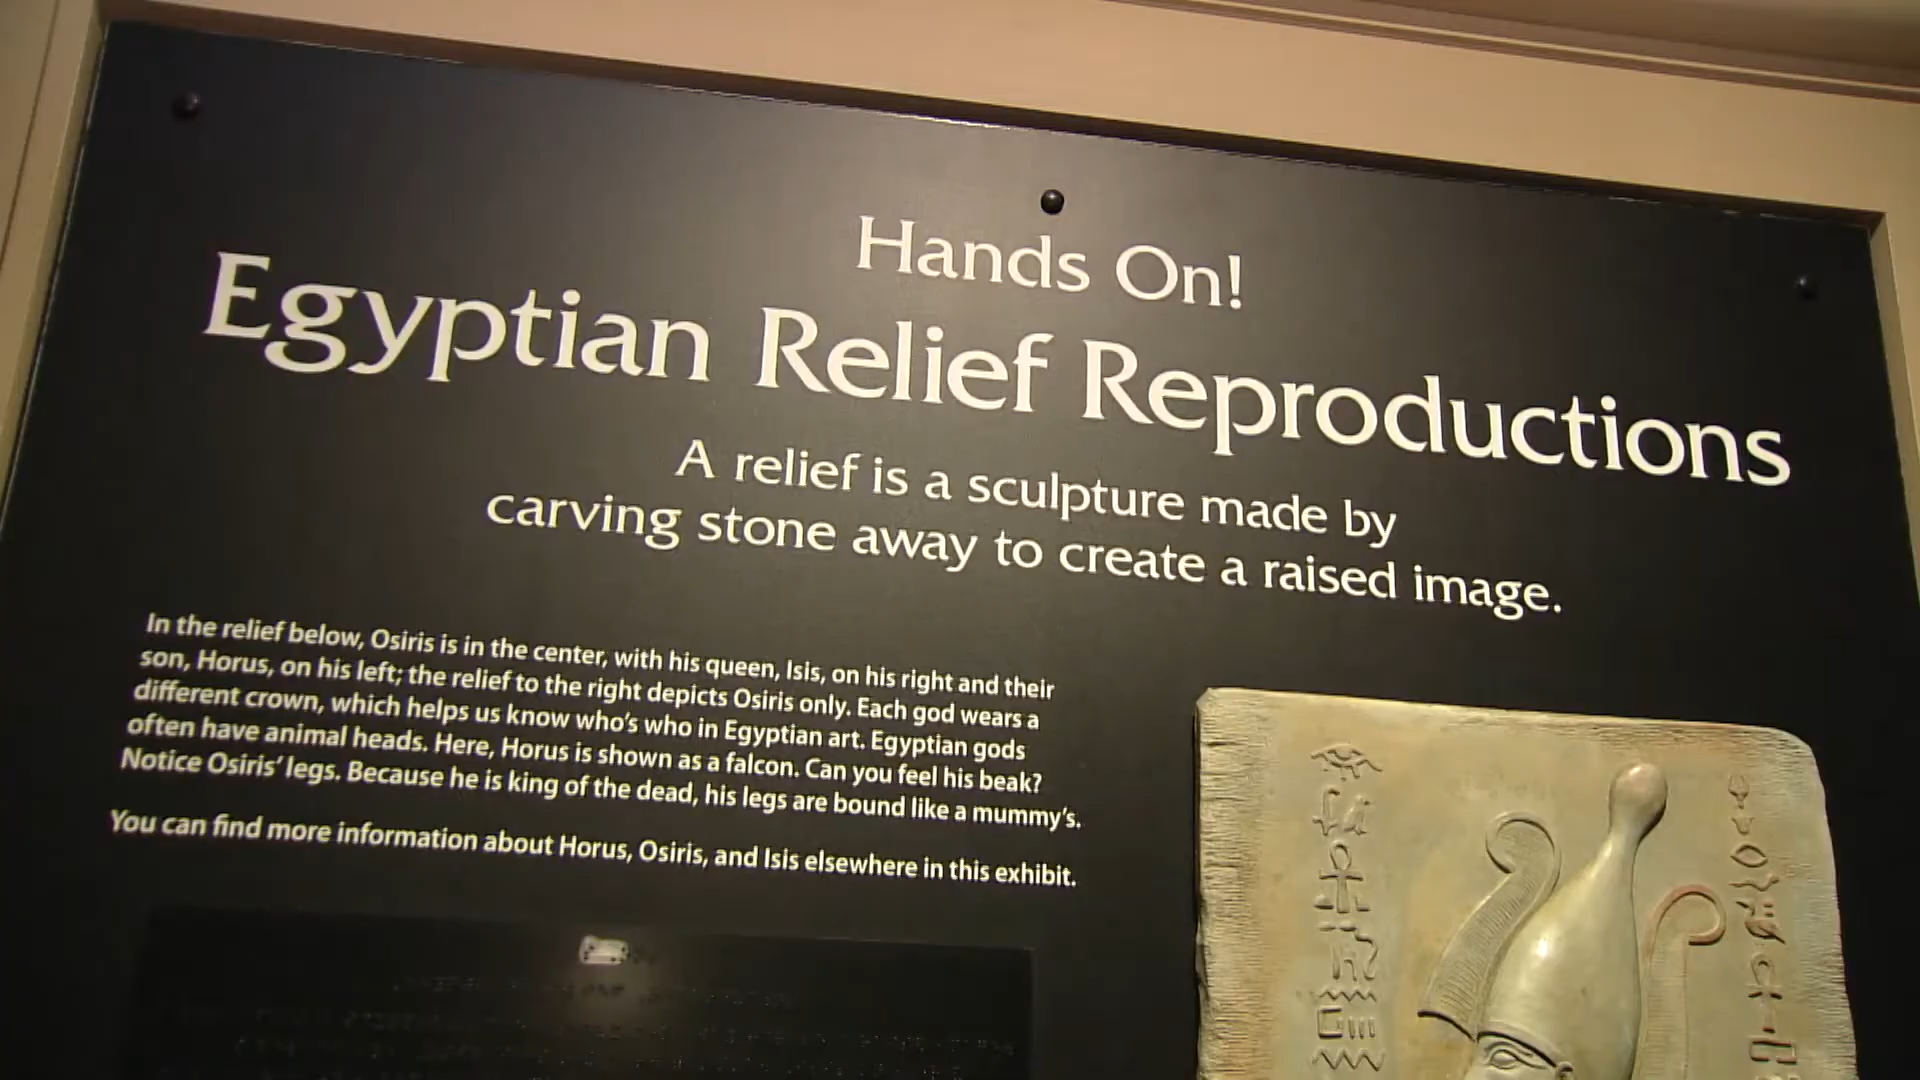 Hands On!
Egyptian Relief Reproductions
A relief is a sculpture made by
carving stone away to create a raised image.
In the relief below, Osiris is in the center, with his queen, Isis, on his right and their
son, Horus, on his left; the relief to the right depicts Osiris only. Each god wears a
different crown, which helps us know who's who in Egyptian art. Egyptian gods
often have animal heads. Here, Horus is shown as a falcon. Can you feel his beak?
Notice Osiris' legs. Because he is king of the dead, his legs are bound like a mummy's.
You can find more information about Horus, Osiris, and Isis elsewhere in this exhibit.